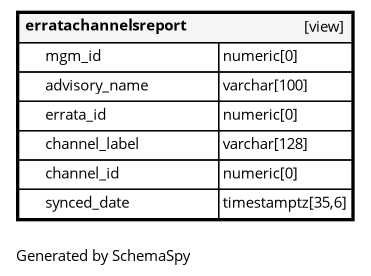 erratachannelsreport [view]
mgm_id numeric[0]
advisory_name varchar[100]
errata_id numeric[0]
channel_label varchar[128]
channel_id numeric[0]
synced_date timestamptz[35,6]
Generated by SchemaSpy